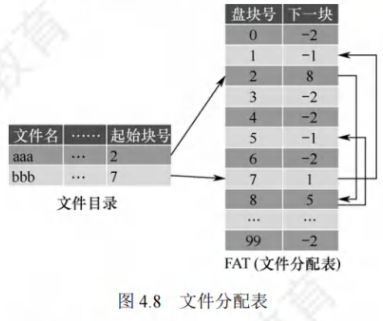 盘块号 下一块
0 -2
1 -1
2 8
3 -2
4 -2
5 -1
6 -2
7 1
8 5
… …
99 -2
FAT (文件分配表)
文件名 …… 起始块号
aaa … 2
bbb … 7
文件目录
图 4.8 文件分配表
教育